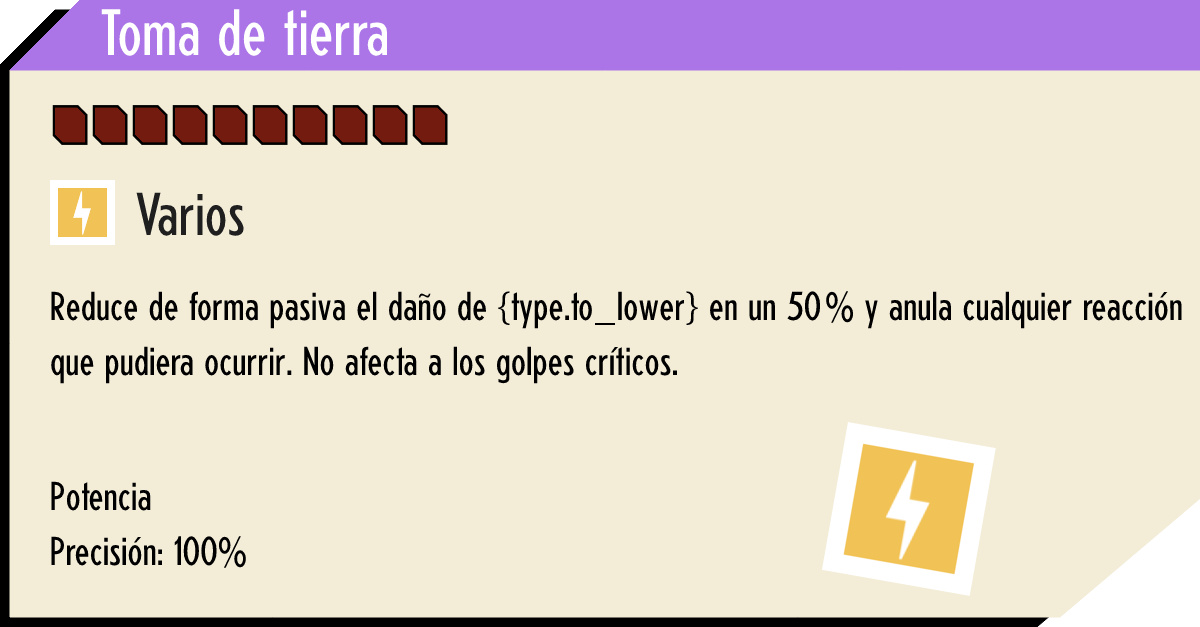 Toma de tierra
Varios
Reduce de forma pasiva el daño de {type.to_lower} en un 50% y anula cualquier reacción
que pudiera ocurrir. No afecta a los golpes críticos.
Potencia
Precisión: 100%